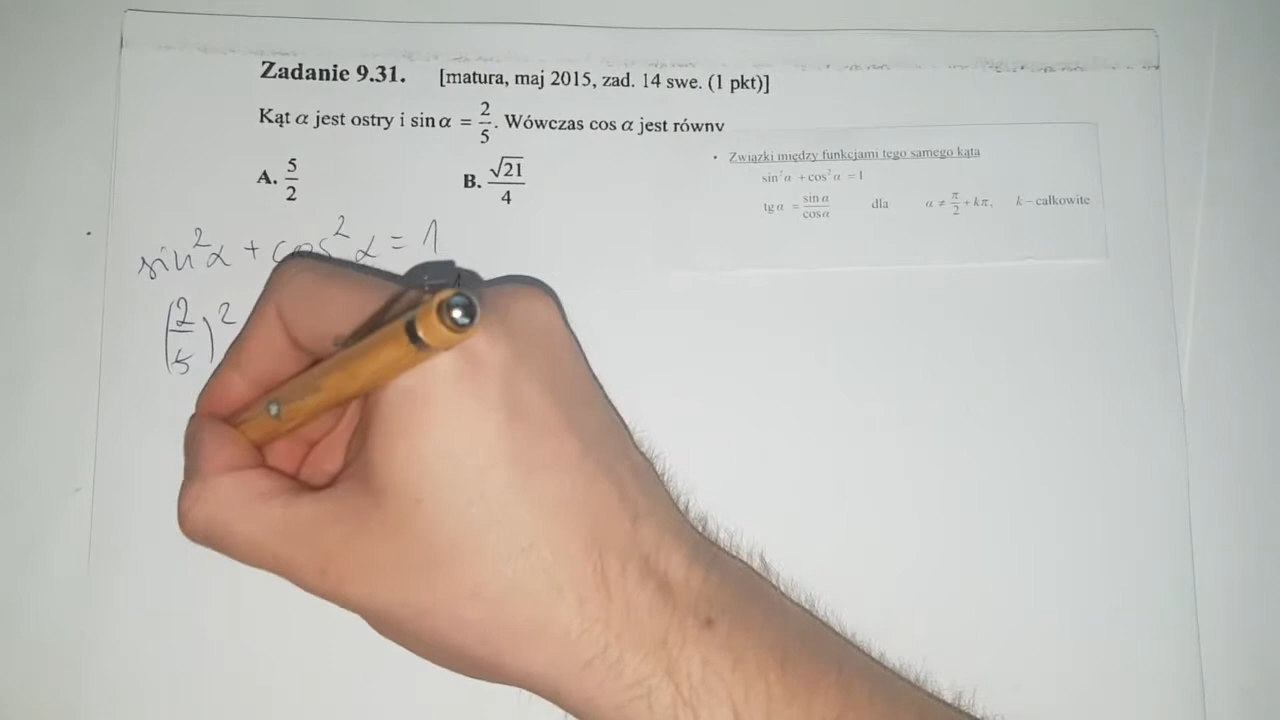 Zadanie 9.31. [matura, maj 2015, zad. 14 swe. (1 pkt)]
Kąt α jest ostry i sin α = 2/5. Wówczas cos α jest równy
A. 5/2 B. √21/4
• Związki między funkcjami tego samego kąta
sin²α + cos²α = 1
tg α = sin α/cos α dla α ≠ π/2 + kπ, k – całkowite
sin²α + cos²α = 1
(2/5)²